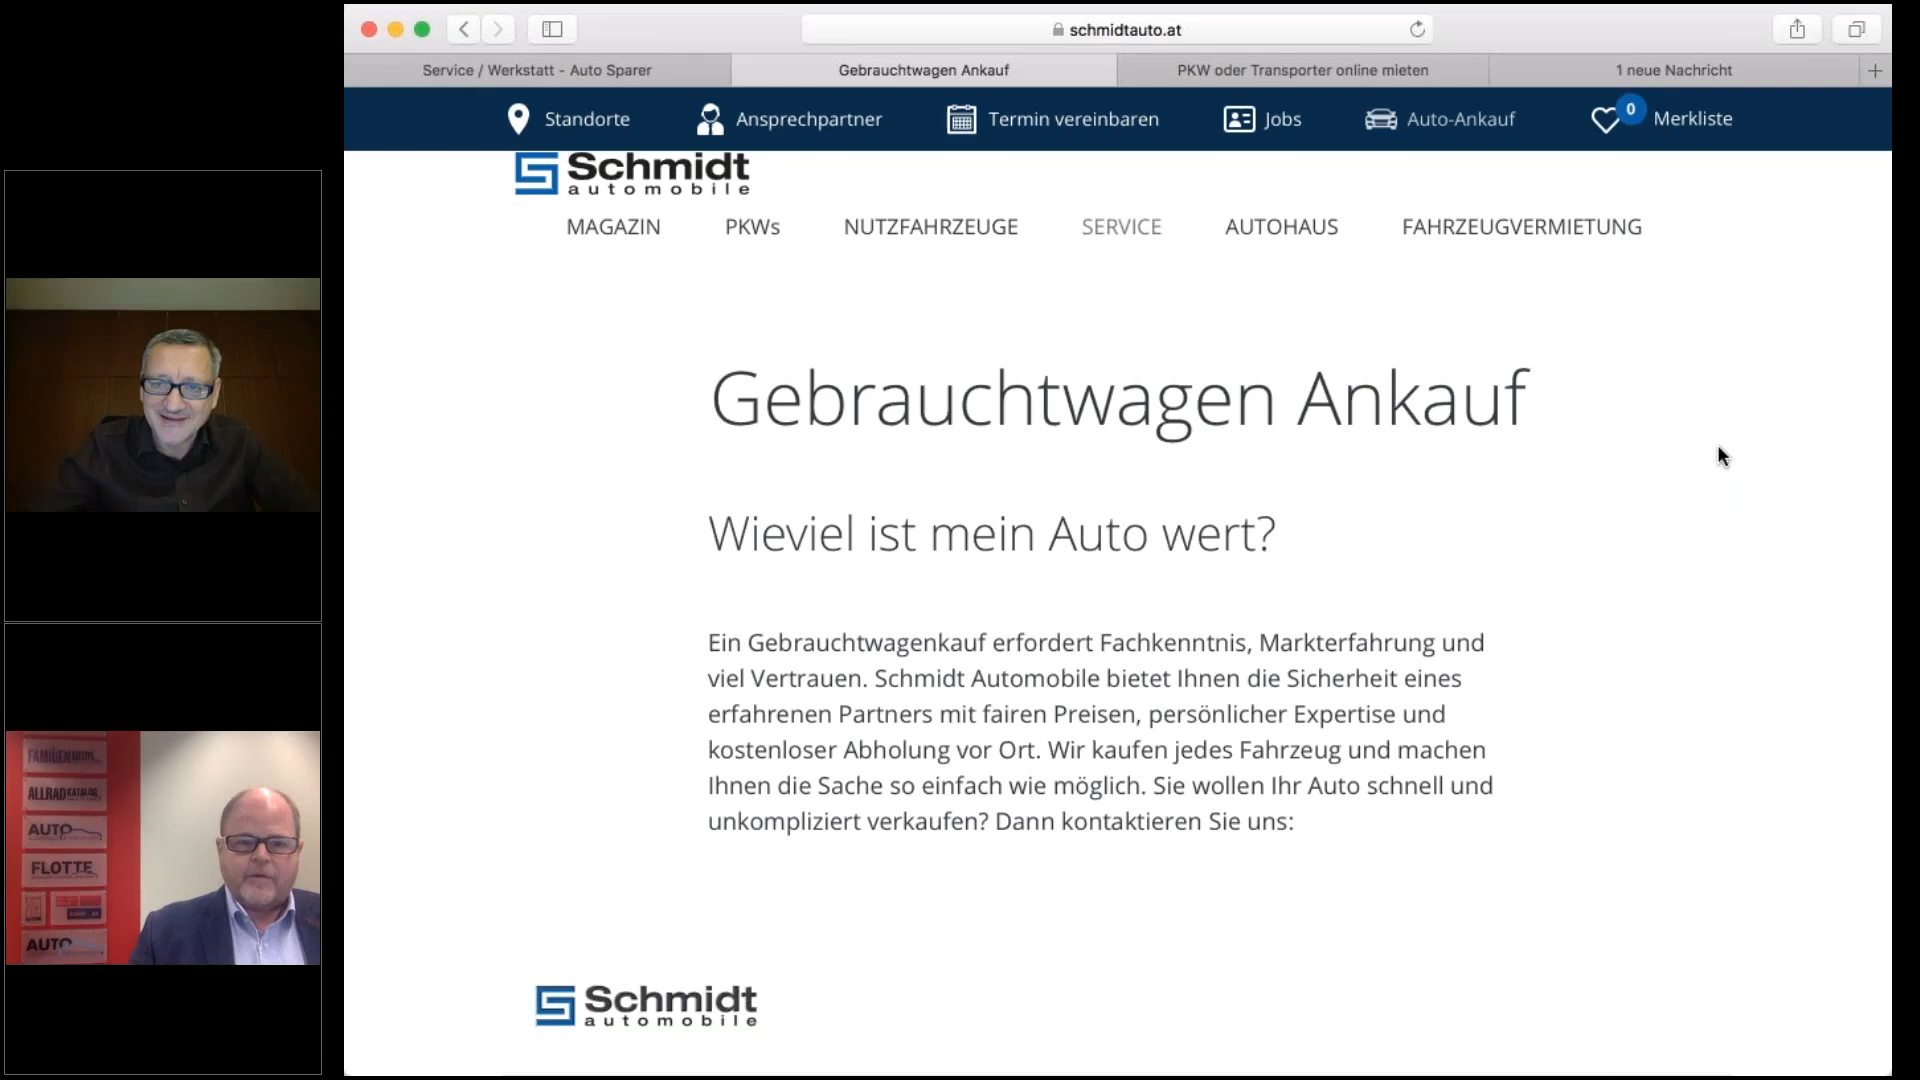 schmidtauto.at
Service / Werkstatt - Auto Sparer
Gebrauchtwagen Ankauf
PKW oder Transporter online mieten
1 neue Nachricht
Standorte
Ansprechpartner
Termin vereinbaren
Jobs
Auto-Ankauf
0
Merkliste
Schmidt
automobile
MAGAZIN
PKWs
NUTZFAHRZEUGE
SERVICE
AUTOHAUS
FAHRZEUGVERMIETUNG
Gebrauchtwagen Ankauf
Wieviel ist mein Auto wert?
Ein Gebrauchtwagenkauf erfordert Fachkenntnis, Markterfahrung und
viel Vertrauen. Schmidt Automobile bietet Ihnen die Sicherheit eines
erfahrenen Partners mit fairen Preisen, persönlicher Expertise und
kostenloser Abholung vor Ort. Wir kaufen jedes Fahrzeug und machen
Ihnen die Sache so einfach wie möglich. Sie wollen Ihr Auto schnell und
unkompliziert verkaufen? Dann kontaktieren Sie uns:
Schmidt
automobile
ALLRADKATALOG
AUTO
FLOTTE
AUTO